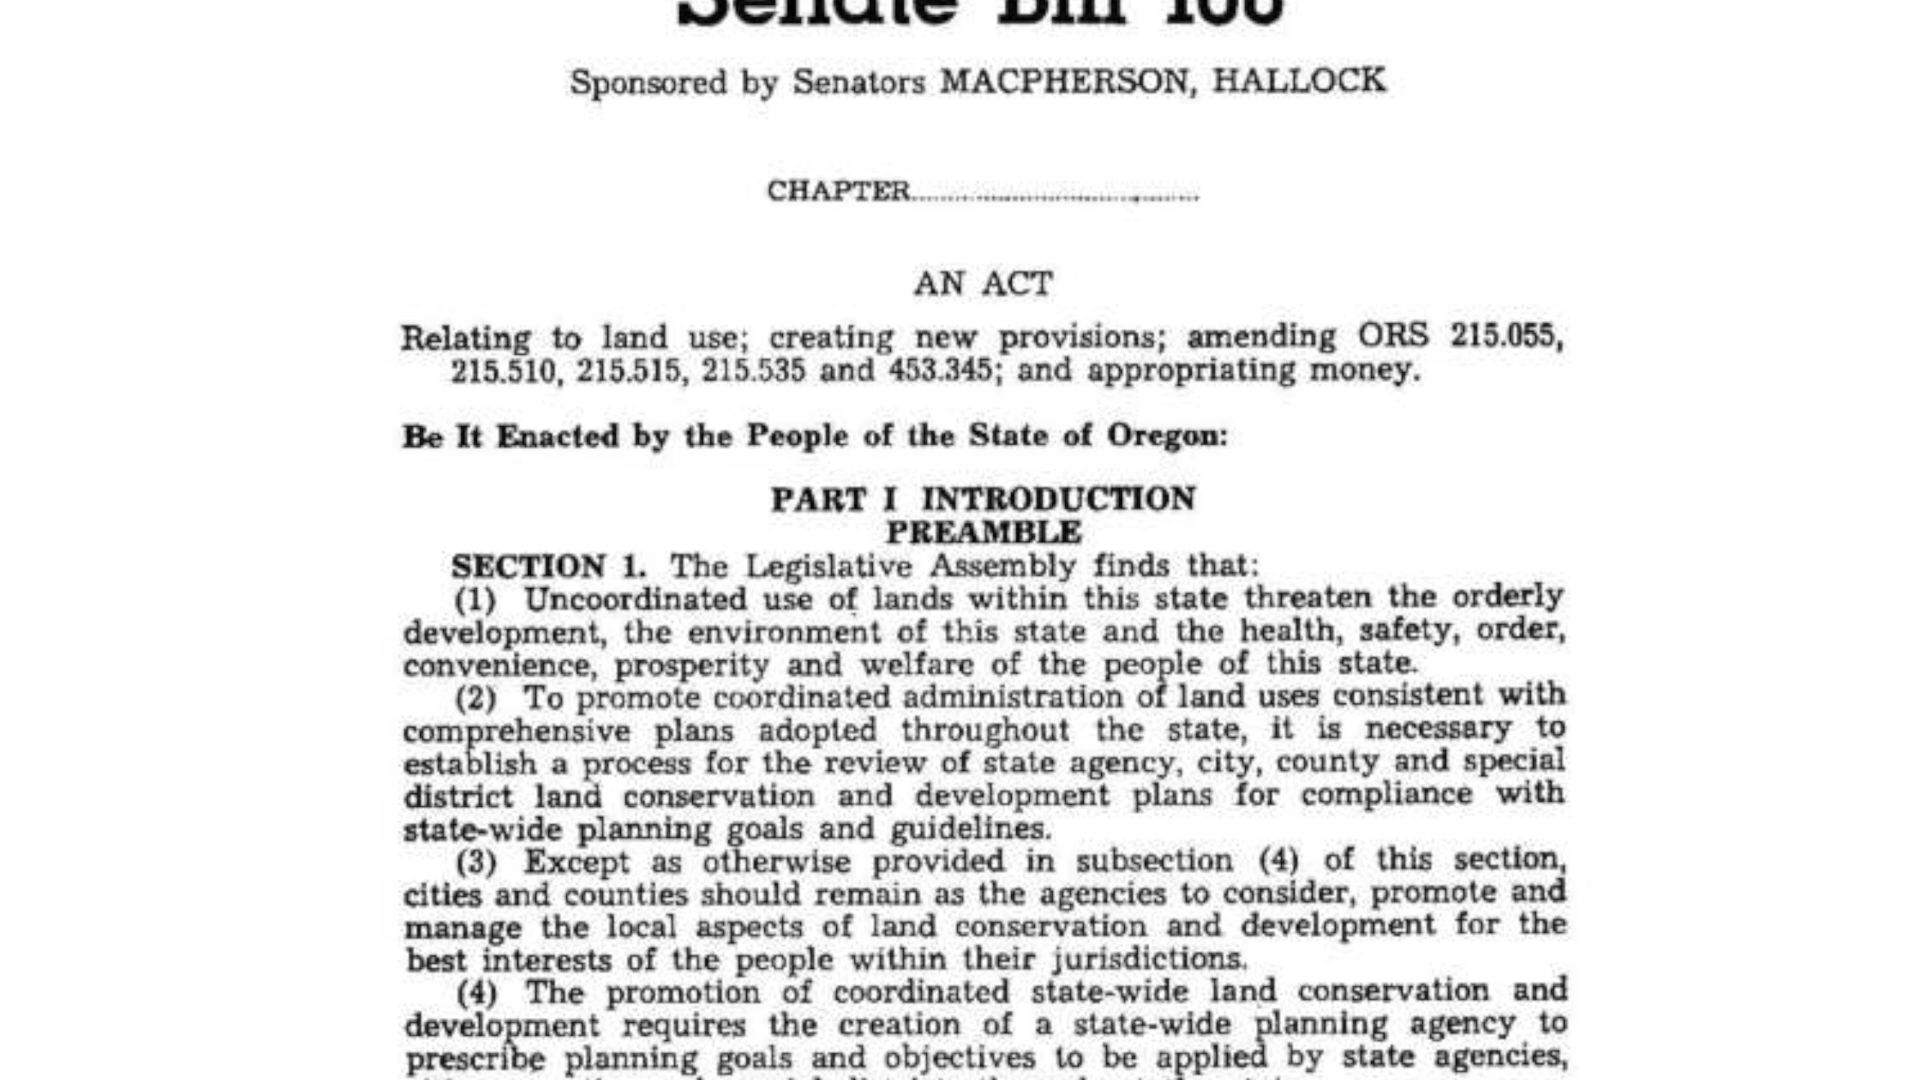 Senate Bill 100
Sponsored by Senators MACPHERSON, HALLOCK
CHAPTER
AN ACT
Relating to land use; creating new provisions; amending ORS 215.055,
215.510, 215.515, 215.535 and 453.345; and appropriating money.
Be It Enacted by the People of the State of Oregon:
PART I INTRODUCTION
PREAMBLE
SECTION 1. The Legislative Assembly finds that:
(1) Uncoordinated use of lands within this state threaten the orderly
development, the environment of this state and the health, safety, order,
convenience, prosperity and welfare of the people of this state.
(2) To promote coordinated administration of land uses consistent with
comprehensive plans adopted throughout the state, it is necessary to
establish a process for the review of state agency, city, county and special
district land conservation and development plans for compliance with
state-wide planning goals and guidelines.
(3) Except as otherwise provided in subsection (4) of this section,
cities and counties should remain as the agencies to consider, promote and
manage the local aspects of land conservation and development for the
best interests of the people within their jurisdictions.
(4) The promotion of coordinated state-wide land conservation and
development requires the creation of a state-wide planning agency to
prescribe planning goals and objectives to be applied by state agencies,